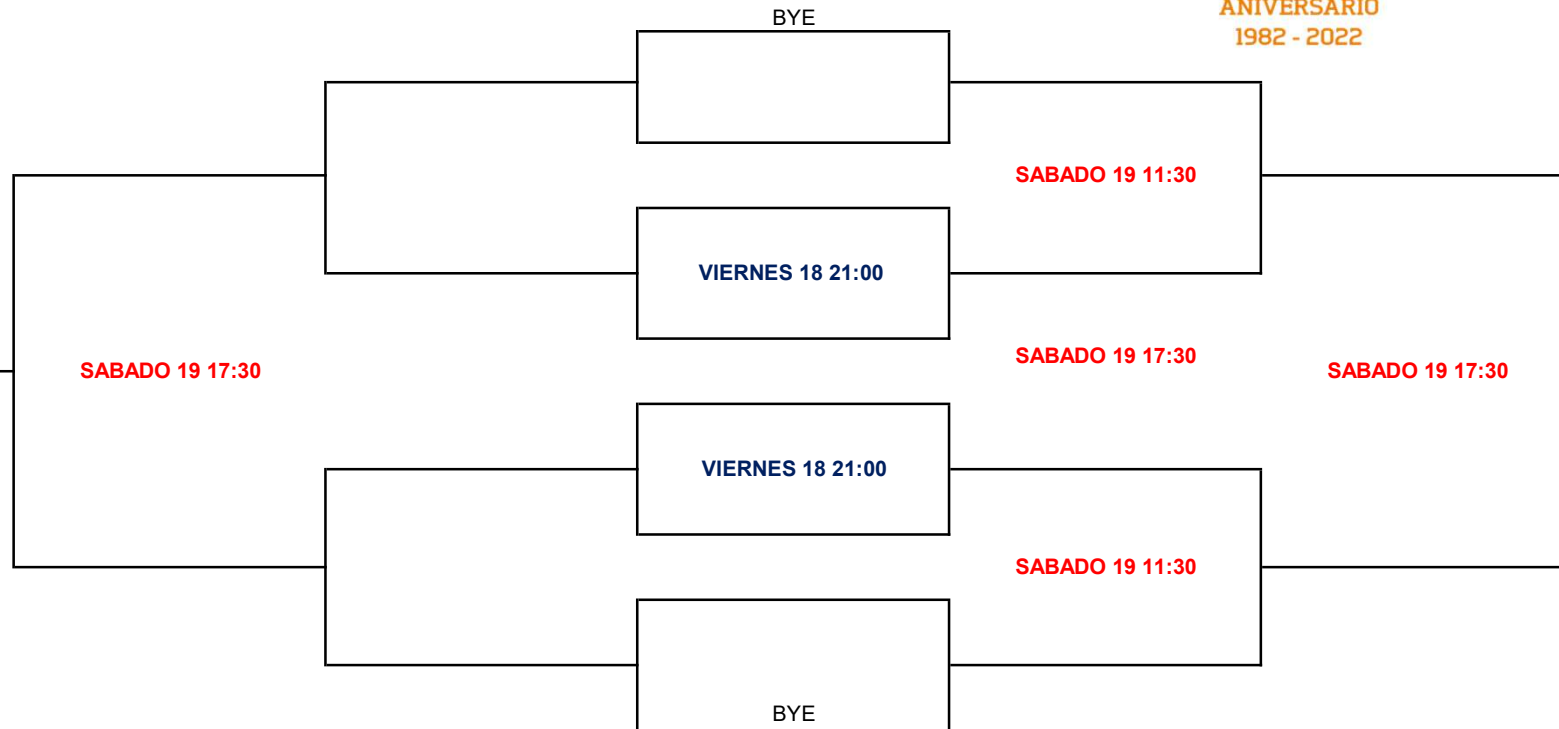 ANIVERSARIO
1982 - 2022
BYE
SABADO 19 11:30
VIERNES 18 21:00
SABADO 19 17:30
SABADO 19 17:30
SABADO 19 17:30
VIERNES 18 21:00
SABADO 19 11:30
BYE